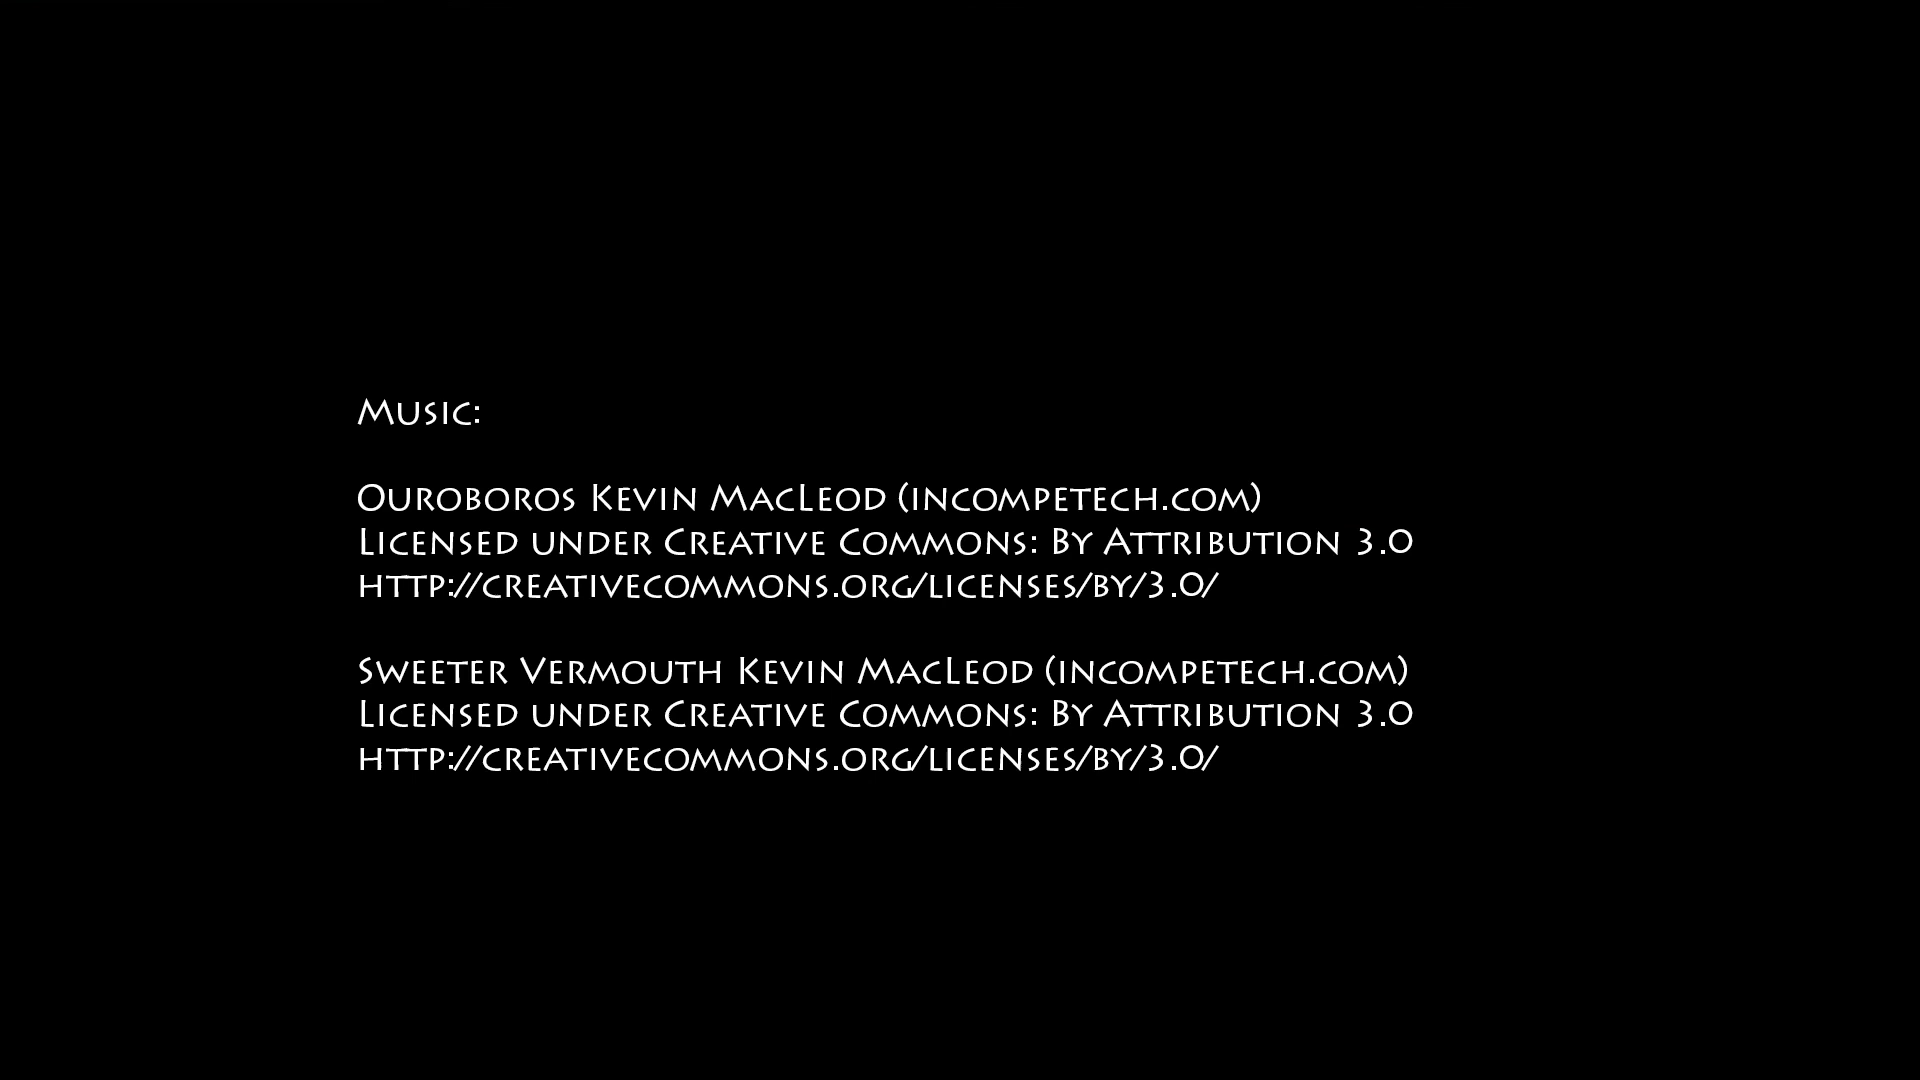 Music:
Ouroboros Kevin MacLeod (incompetech.com)
Licensed under Creative Commons: By Attribution 3.0
http://creativecommons.org/licenses/by/3.0/
Sweeter Vermouth Kevin MacLeod (incompetech.com)
Licensed under Creative Commons: By Attribution 3.0
http://creativecommons.org/licenses/by/3.0/